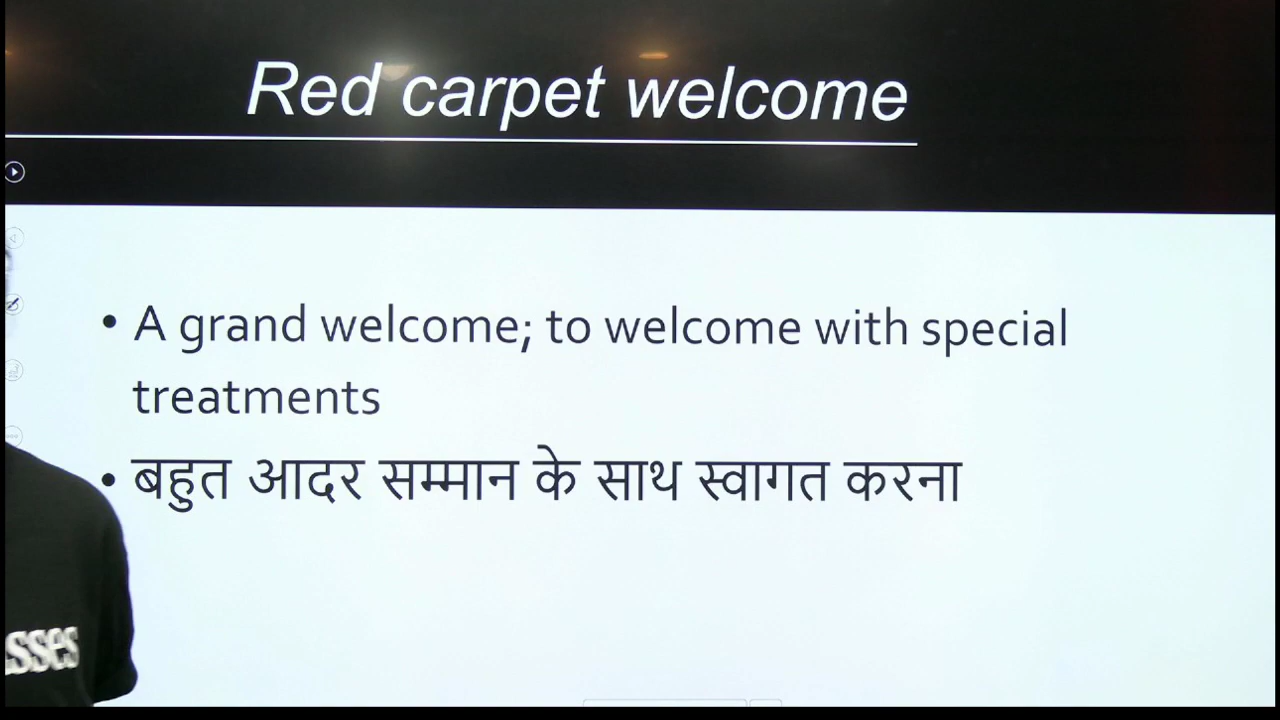 Red carpet welcome
• A grand welcome; to welcome with special
treatments
• बहुत आदर सम्मान के साथ स्वागत करना